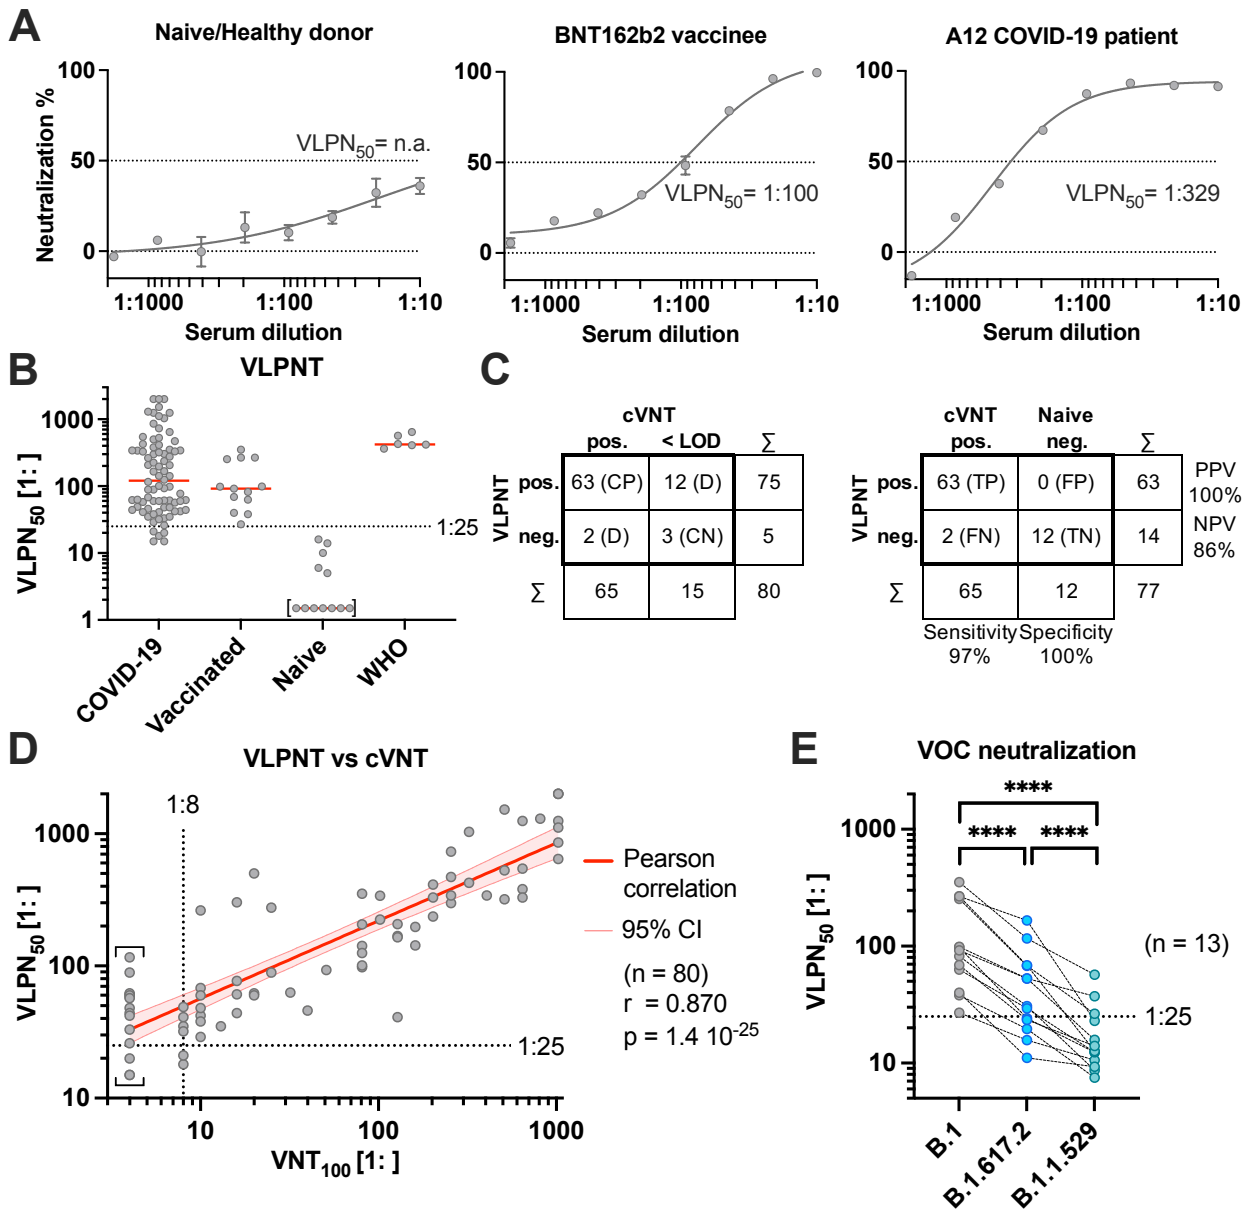 A
Naive/Healthy donor
BNT162b2 vaccinee
A12 COVID-19 patient
Neutralization %
100
50
0
VLPN50= n.a.
1:1000
1:100
1:10
Serum dilution
100
50
0
VLPN50= 1:100
1:1000
1:100
1:10
Serum dilution
100
50
0
VLPN50= 1:329
1:1000
1:100
1:10
Serum dilution
B
VLPNT
VLPN50 [1: ]
1000
100
10
1
1:25
COVID-19
Vaccinated
Naive
WHO
C
cVNT
pos. < LOD Σ
VLPNT
pos. 63 (CP) 12 (D) 75
neg. 2 (D) 3 (CN) 5
Σ 65 15 80
cVNT Naive
pos. neg. Σ
VLPNT
pos. 63 (TP) 0 (FP) 63 PPV
100%
neg. 2 (FN) 12 (TN) 14 NPV
86%
Σ 65 12 77
Sensitivity Specificity
97% 100%
D
VLPNT vs cVNT
VLPN50 [1: ]
1000
100
10
1:8
1:25
10
100
1000
VNT100 [1: ]
Pearson
correlation
95% CI
(n = 80)
r = 0.870
p = 1.4 10-25
E
VOC neutralization
VLPN50 [1: ]
1000
100
10
****
**** ****
(n = 13)
1:25
B.1
B.1.617.2
B.1.1.529